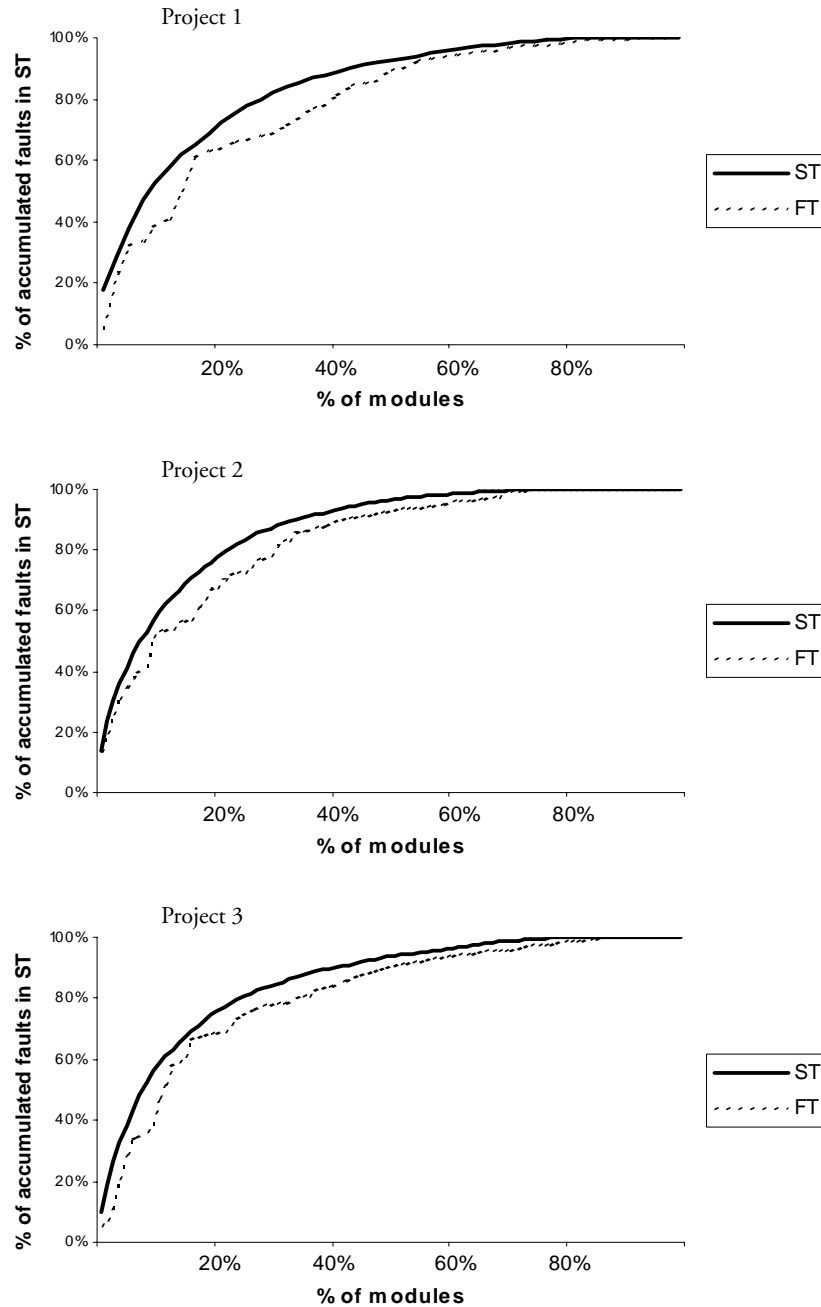 Project 1
100%
80%
60%
40%
20%
0%
% of accumulated faults in ST
20% 40% 60% 80%
% of modules
ST
FT
Project 2
100%
80%
60%
40%
20%
0%
% of accumulated faults in ST
20% 40% 60% 80%
% of modules
ST
FT
Project 3
100%
80%
60%
40%
20%
0%
% of accumulated faults in ST
20% 40% 60% 80%
% of modules
ST
FT